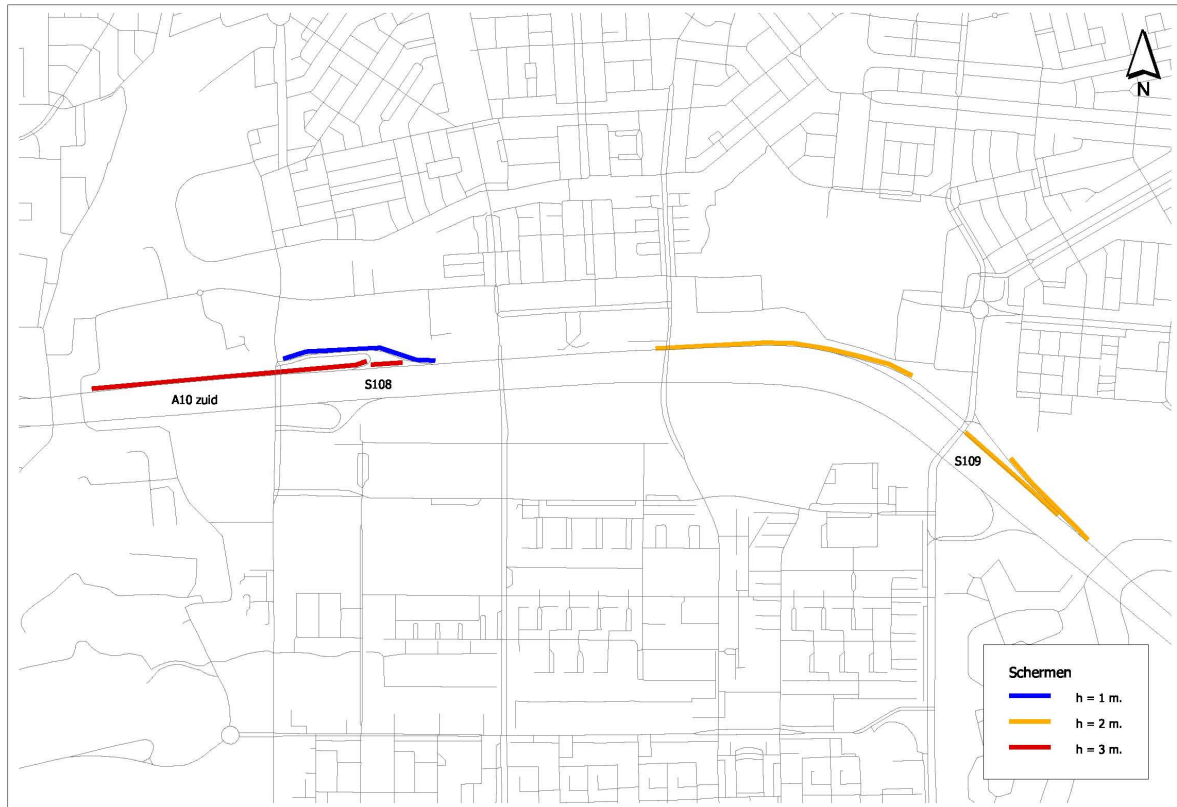 N
S108
A10 zuid
S109
Schermen
h = 1 m.
h = 2 m.
h = 3 m.